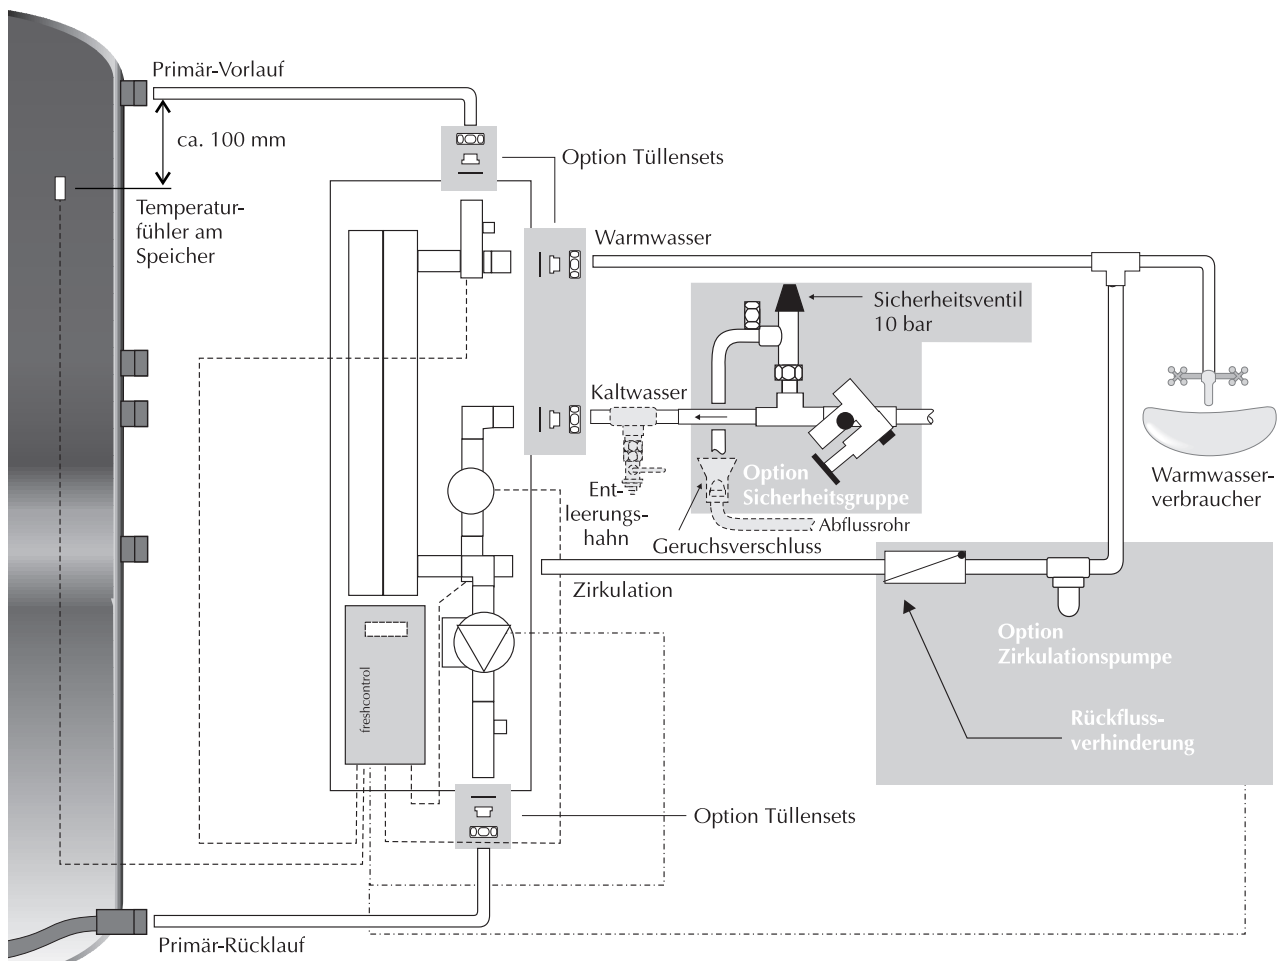 Primär-Vorlauf
ca. 100 mm
Option Tüllensets
Temperatur-
fühler am
Speicher
Warmwasser
Sicherheitsventil
10 bar
Kaltwasser
Option
Sicherheitsgruppe
Warmwasser-
verbraucher
Ent-
leerungs-
hahn
Abflussrohr
Geruchsverschluss
Zirkulation
Option
Zirkulationspumpe
freshcontrol
Rückfluss-
verhinderung
Option Tüllensets
Primär-Rücklauf